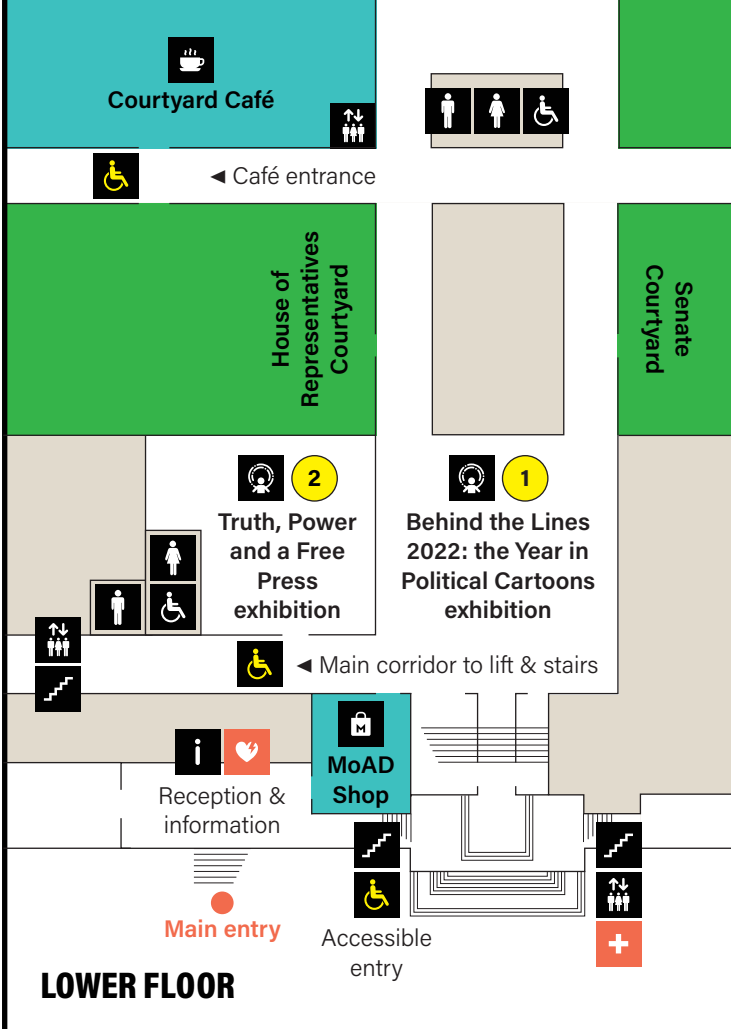 Courtyard Café
◄ Café entrance
House of
Representatives
Courtyard
Senate
Courtyard
2
Truth, Power
and a Free
Press
exhibition
1
Behind the Lines
2022: the Year in
Political Cartoons
exhibition
◄ Main corridor to lift & stairs
M
MoAD
Shop
i
Reception &
information
Main entry
Accessible
entry
LOWER FLOOR